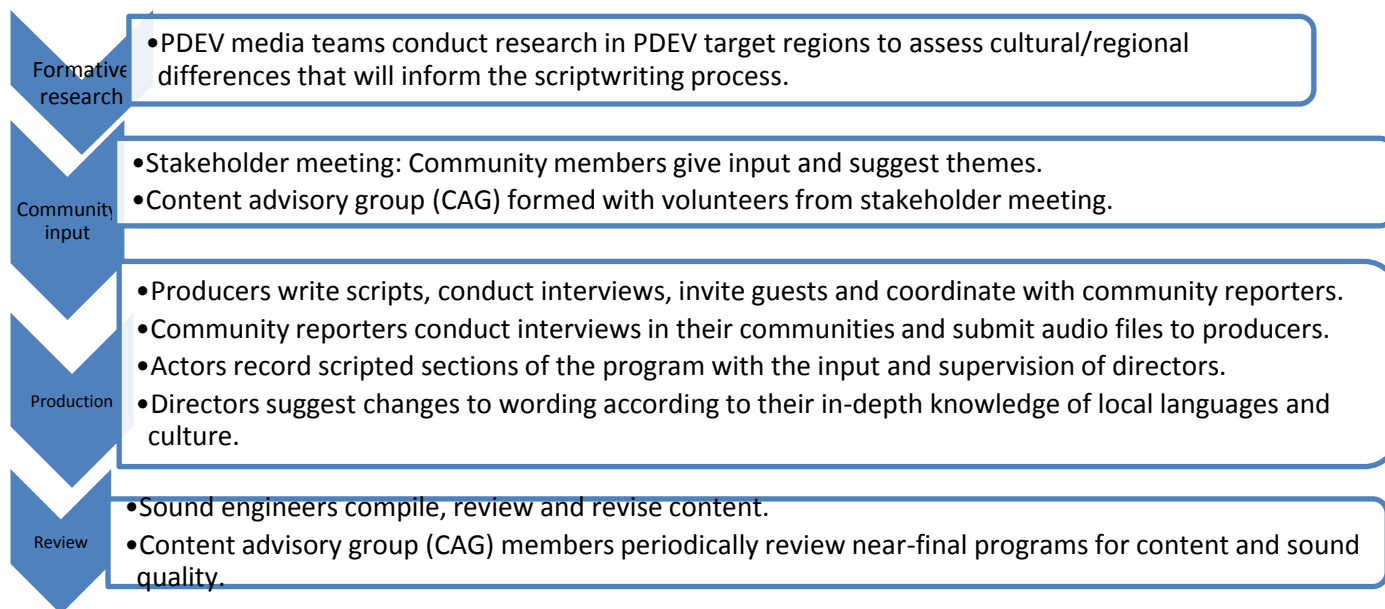 Formative
research
•PDEV media teams conduct research in PDEV target regions to assess cultural/regional
differences that will inform the scriptwriting process.
Community
input
•Stakeholder meeting: Community members give input and suggest themes.
•Content advisory group (CAG) formed with volunteers from stakeholder meeting.
Production
•Producers write scripts, conduct interviews, invite guests and coordinate with community reporters.
•Community reporters conduct interviews in their communities and submit audio files to producers.
•Actors record scripted sections of the program with the input and supervision of directors.
•Directors suggest changes to wording according to their in-depth knowledge of local languages and
culture.
Review
•Sound engineers compile, review and revise content.
•Content advisory group (CAG) members periodically review near-final programs for content and sound
quality.